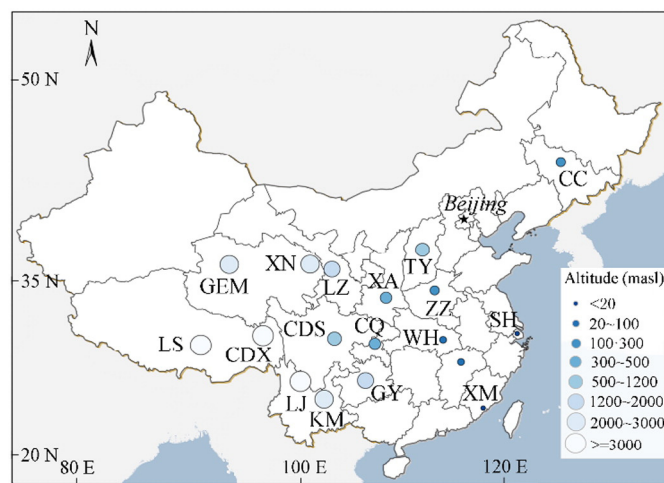 N
50 N
CC
Beijing
TY
XN
GEM
LZ
35 N
XA
ZZ
Altitude (masl)
<20
20~100
100~300
300~500
500~1200
1200~2000
2000~3000
>=3000
SH
CDS
CQ
WH
LS
CDX
LJ
GY
XM
KM
20 N
80 E
100 E
120 E